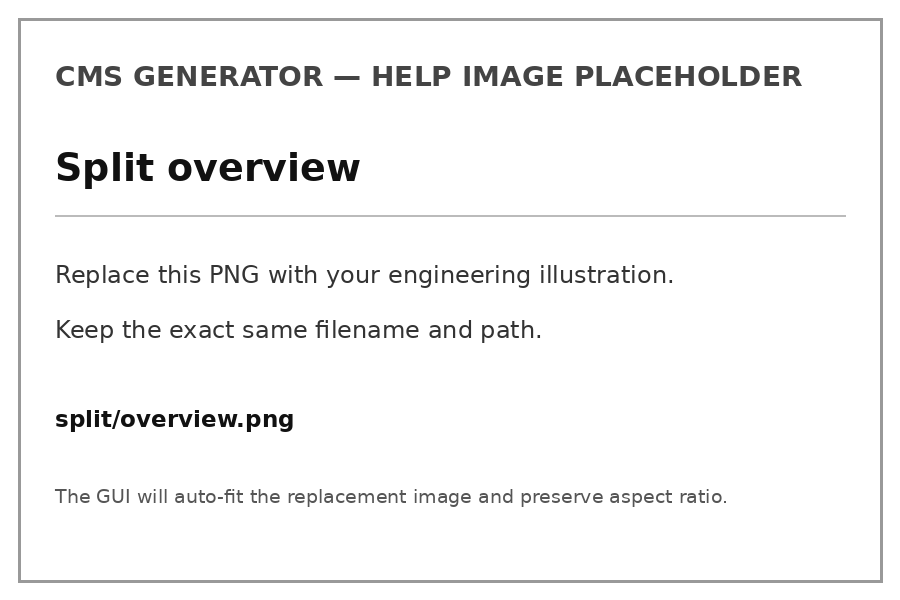 CMS GENERATOR — HELP IMAGE PLACEHOLDER
Split overview
Replace this PNG with your engineering illustration.
Keep the exact same filename and path.
split/overview.png
The GUI will auto-fit the replacement image and preserve aspect ratio.